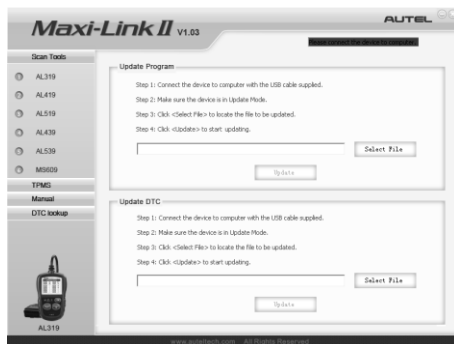 Maxi-Link II V1.03
AUTEL
Please connect the device to computer...
Scan Tools
AL319
AL419
AL519
AL439
AL539
MS609
TPMS
Manual
DTC lookup
AL319
Update Program
Step 1: Connect the device to computer with the USB cable supplied.
Step 2: Make sure the device is in Update Mode.
Step 3: Click <Select File> to locate the file to be updated.
Step 4: Click <Update> to start updating.
Select File
Update
Update DTC
Step 1: Connect the device to computer with the USB cable supplied.
Step 2: Make sure the device is in Update Mode.
Step 3: Click <Select File> to locate the file to be updated.
Step 4: Click <Update> to start updating.
Select File
Update
www.auteltech.com All Rights Reserved